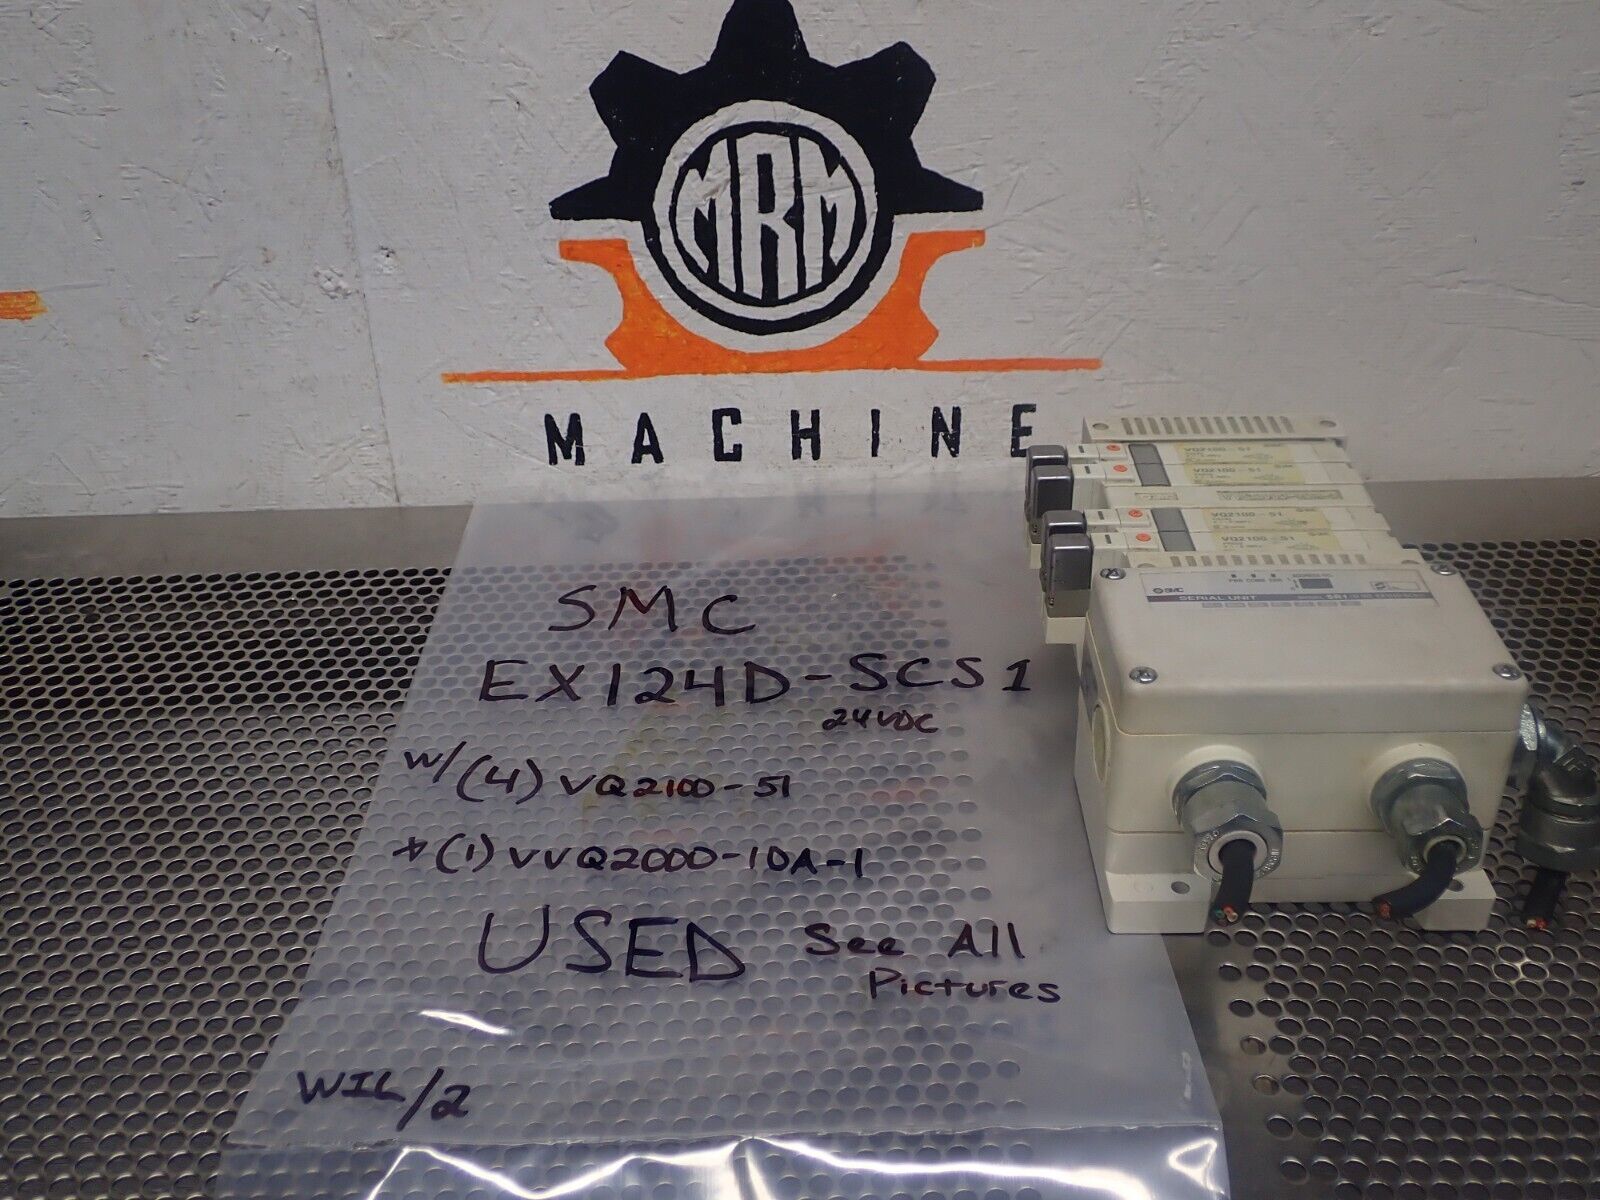 MRM
MACHINE
SMC
EX124D-SCS1
24VDC
w/(4) VQ2100-51
+(1) VVQ2000-10A-1
USED See All
Pictures
WIL/2
VQ2100-51
VQ2100-51
VQ2100-51
VQ2100-51
SMC
SERIAL UNIT